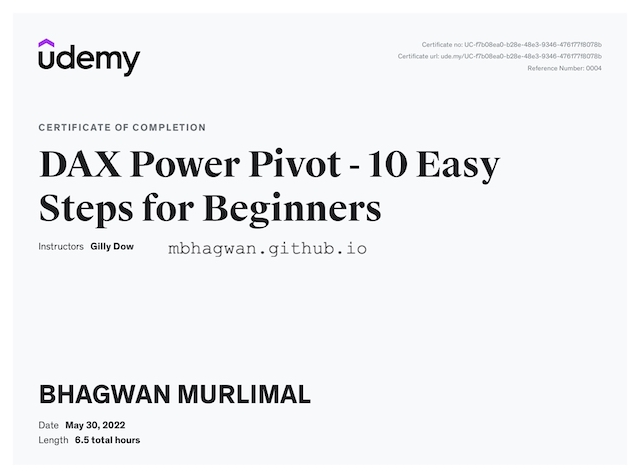 udemy
Certificate no: UC-f7b08ea0-b28e-48e3-9346-476f77f8078b
Certificate url: ude.my/UC-f7b08ea0-b28e-48e3-9346-476f77f8078b
Reference Number: 0004
CERTIFICATE OF COMPLETION
DAX Power Pivot - 10 Easy
Steps for Beginners
Instructors Gilly Dow
mbhagwan.github.io
BHAGWAN MURLIMAL
Date May 30, 2022
Length 6.5 total hours